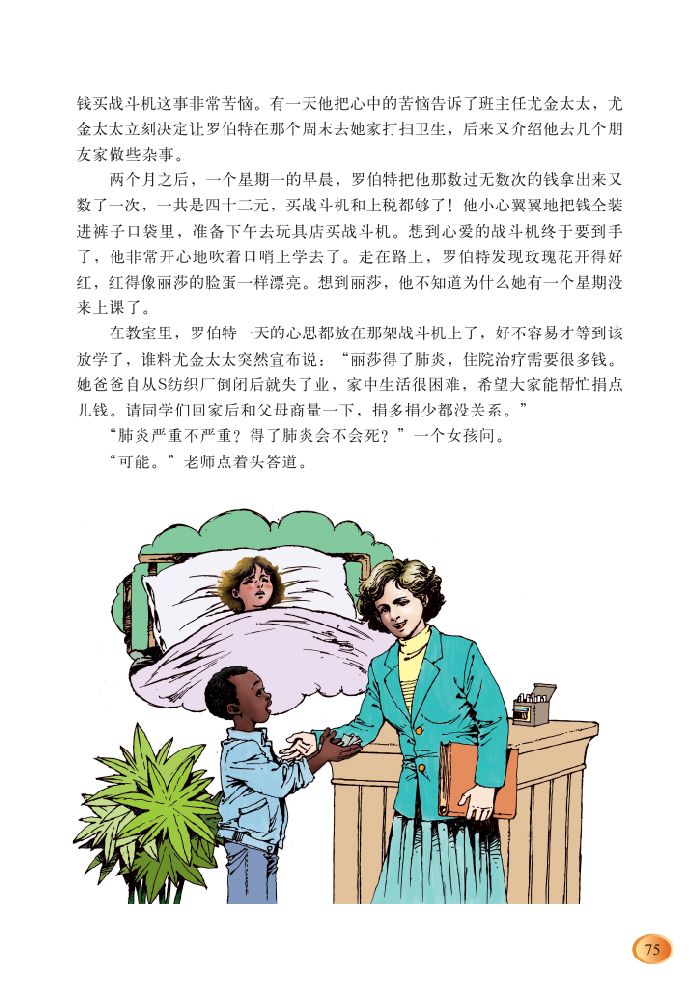 钱买战斗机这事非常苦恼。有一天他把心中的苦恼告诉了班主任尤金太太，尤
金太太立刻决定让罗伯特在那个周末去她家打扫卫生，后来又介绍他去几个朋
友家做些杂事。
两个月之后，一个星期一的早晨，罗伯特把他那数过无数次的钱拿出来又
数了一次，一共是四十二元，买战斗机和上税都够了！他小心翼翼地把钱全装
进裤子口袋里，准备下午去玩具店买战斗机。想到心爱的战斗机终于要到手
了，他非常开心地吹着口哨上学去了。走在路上，罗伯特发现玫瑰花开得好
红，红得像丽莎的脸蛋一样漂亮。想到丽莎，他不知道为什么她有一个星期没
来上课了。
在教室里，罗伯特一天的心思都放在那架战斗机上了，好不容易才等到该
放学了，谁料尤金太太突然宣布说：“丽莎得了肺炎，住院治疗需要很多钱。
她爸爸自从S纺织厂倒闭后就失了业，家中生活很困难，希望大家能帮忙捐点
儿钱。请同学们回家后和父母商量一下，捐多捐少都没关系。”
“肺炎严重不严重？得了肺炎会不会死？”一个女孩问。
“可能。”老师点着头答道。
75